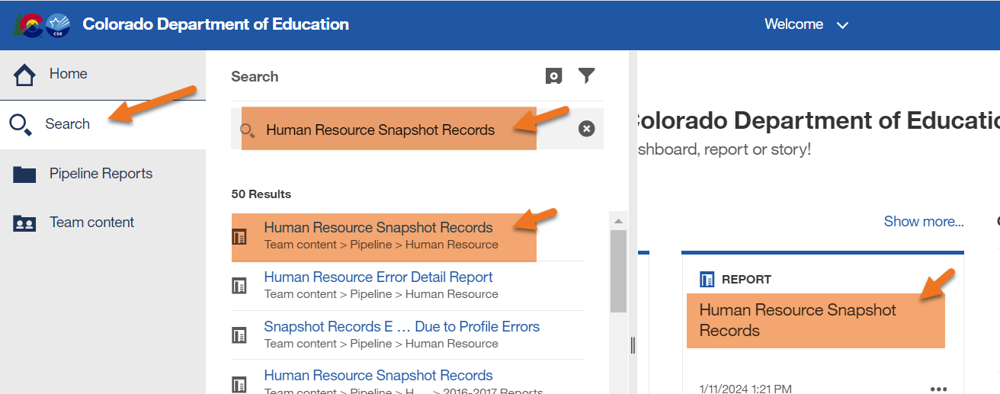 CDE
Colorado Department of Education
Welcome
Home
Search
Pipeline Reports
Team content
Search
Human Resource Snapshot Records
50 Results
Human Resource Snapshot Records
Team content > Pipeline > Human Resource
Human Resource Error Detail Report
Team content > Pipeline > Human Resource
Snapshot Records E ... Due to Profile Errors
Team content > Pipeline > Human Resource
Human Resource Snapshot Records
Team content > Pipeline > H... > 2016-2017 Reports
Colorado Department of Educatio
shboard, report or story!
Show more...
REPORT
Human Resource Snapshot
Records
1/11/2024 1:21 PM